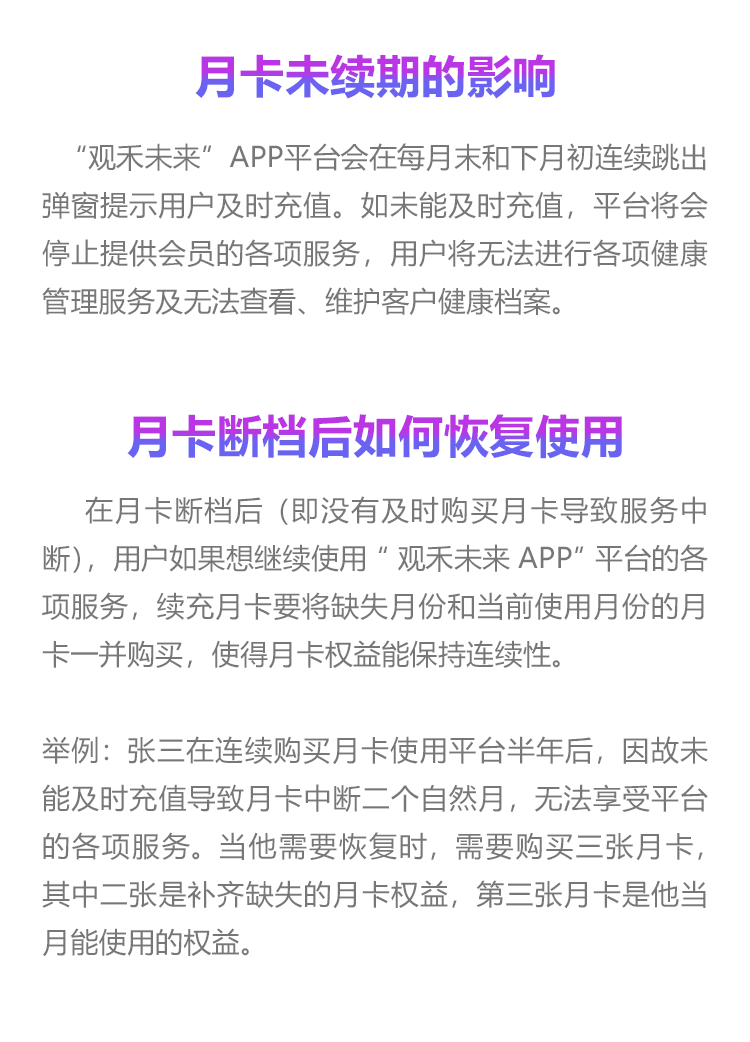 月卡未续期的影响
“观禾未来”APP平台会在每月末和下月初连续跳出
弹窗提示用户及时充值。如未能及时充值，平台将会
停止提供会员的各项服务，用户将无法进行各项健康
管理服务及无法查看、维护客户健康档案。
月卡断档后如何恢复使用
在月卡断档后（即没有及时购买月卡导致服务中
断），用户如果想继续使用“ 观禾未来 APP”平台的各
项服务，续充月卡要将缺失月份和当前使用月份的月
卡一并购买，使得月卡权益能保持连续性。
举例：张三在连续购买月卡使用平台半年后，因故未
能及时充值导致月卡中断二个自然月，无法享受平台
的各项服务。当他需要恢复时，需要购买三张月卡，
其中二张是补齐缺失的月卡权益，第三张月卡是他当
月能使用的权益。